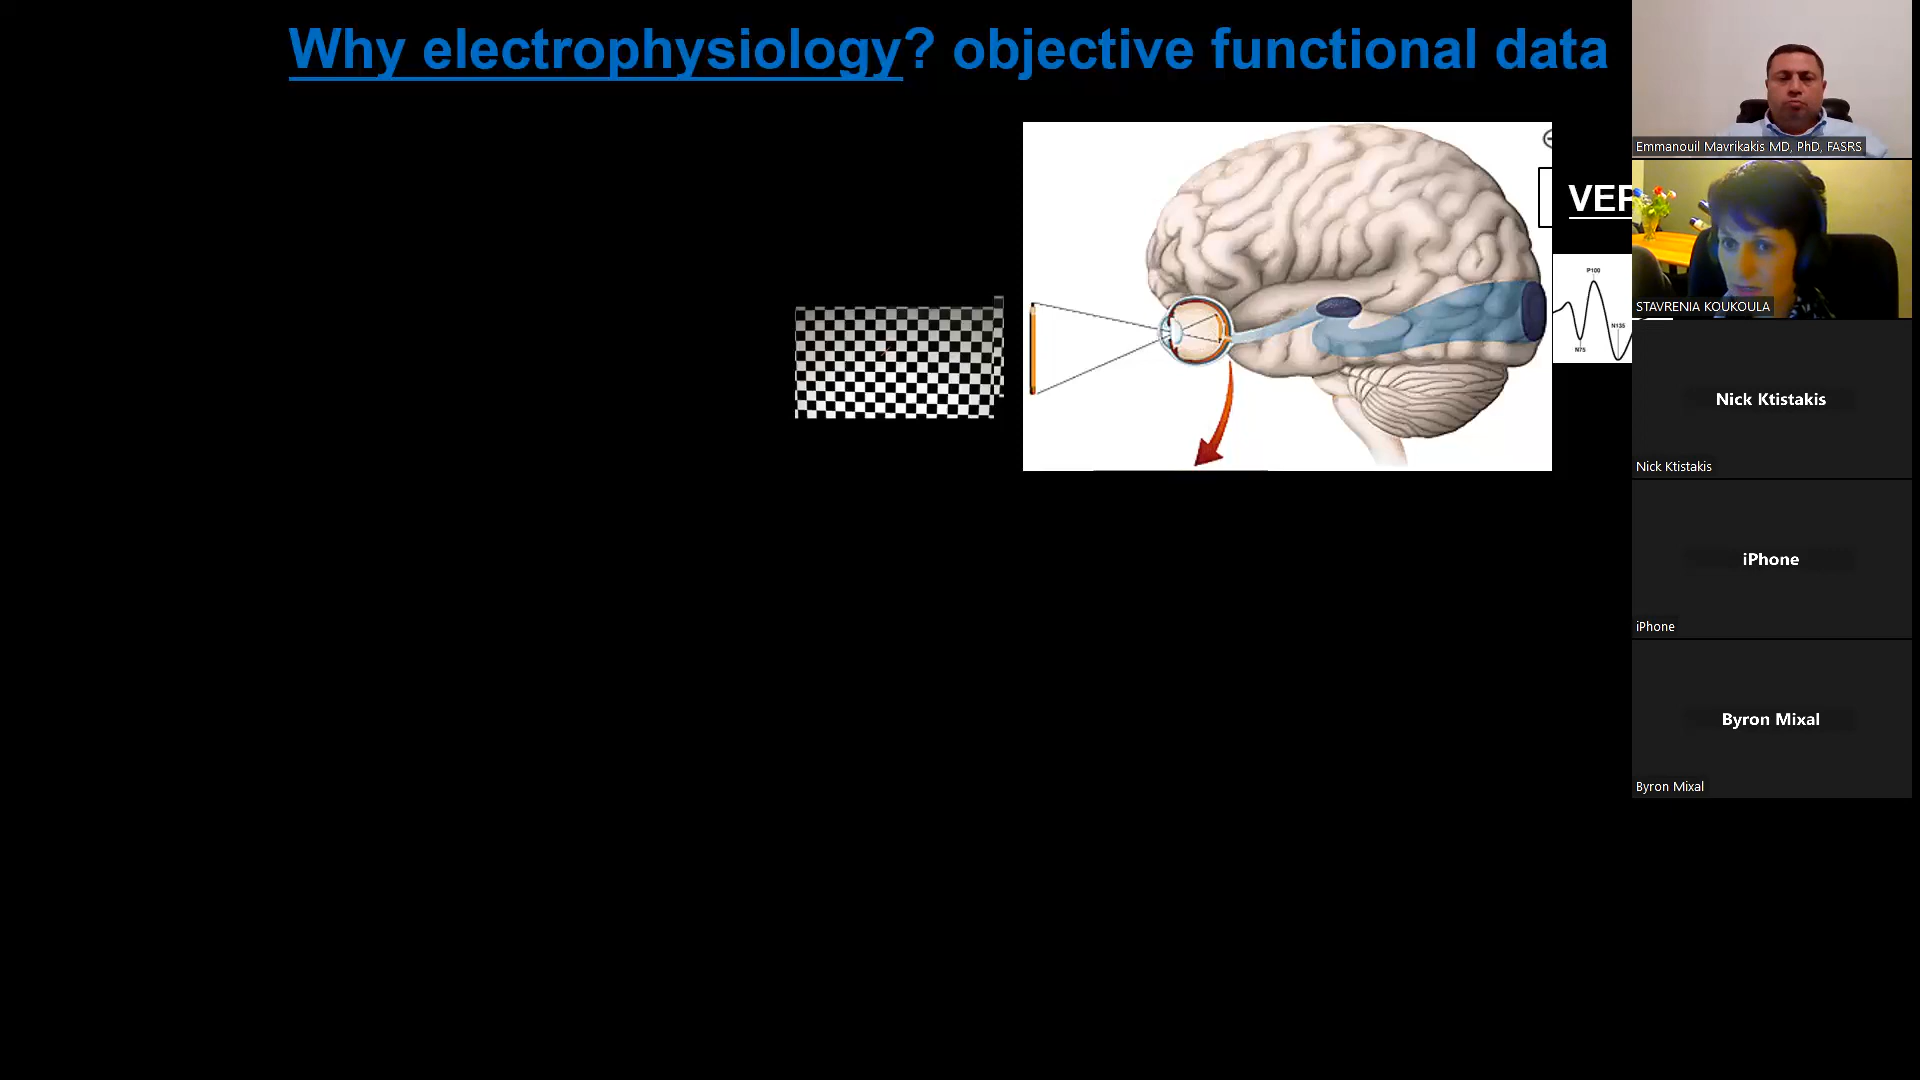 Why electrophysiology? objective functional data
VEP
P100
N75
N135
Emmanouil Mavrikakis MD, PhD, FASRS
STAVRENIA KOUKOULA
Nick Ktistakis
Nick Ktistakis
iPhone
iPhone
Byron Mixal
Byron Mixal